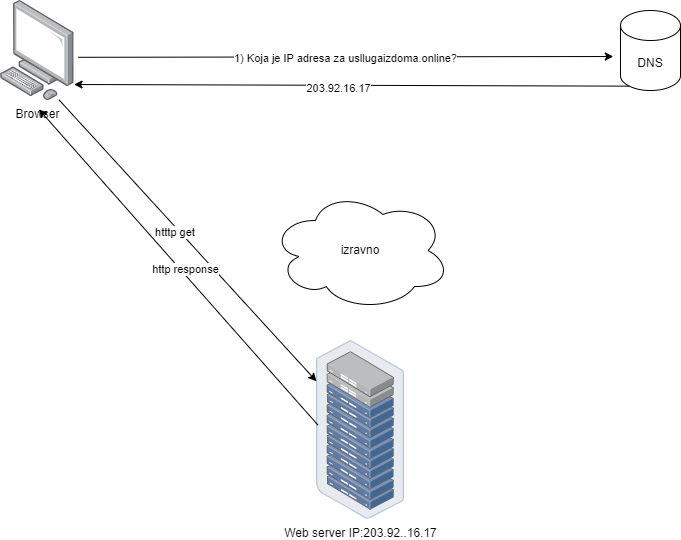 1) Koja je IP adresa za usllugaizdoma.online?
DNS
203.92.16.17
Browser
htttp get
izravno
http response
Web server IP:203.92..16.17